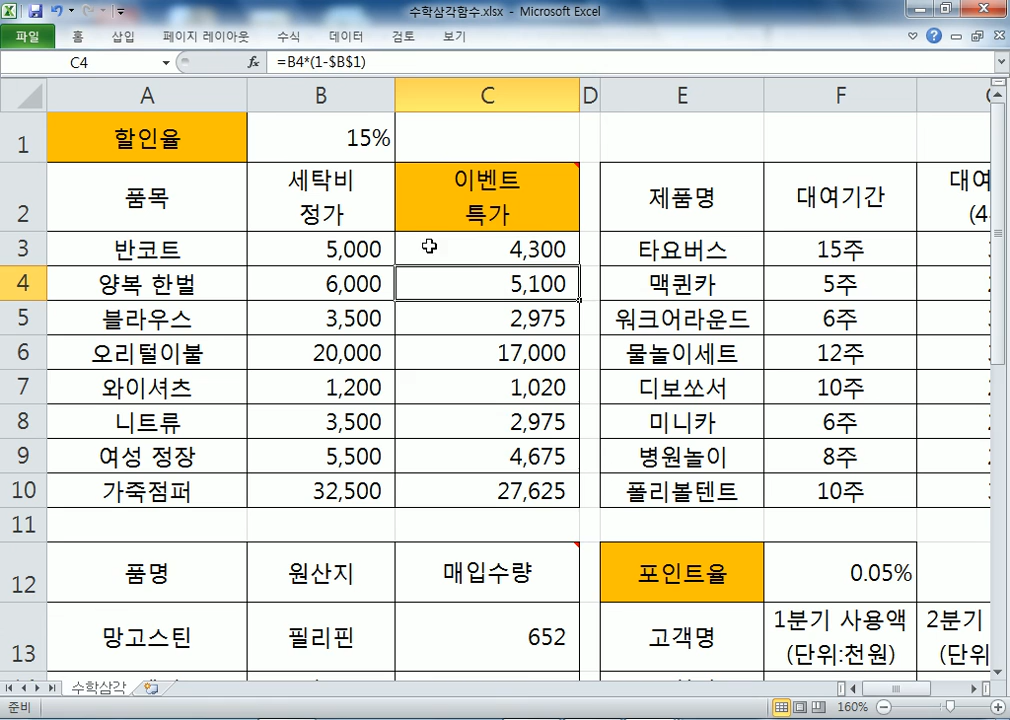 수학삼각함수.xlsx - Microsoft Excel
파일 홈 삽입 페이지 레이아웃 수식 데이터 검토 보기
C4 fx =B4*(1-$B$1)
A B C D E F
1 할인율 15%
2 품목 세탁비 정가 이벤트 특가 제품명 대여기간 대여
3 반코트 5,000 4,300 타요버스 15주
4 양복 한벌 6,000 5,100 맥퀸카 5주
5 블라우스 3,500 2,975 워크어라운드 6주
6 오리털이불 20,000 17,000 물놀이세트 12주
7 와이셔츠 1,200 1,020 디보쏘서 10주
8 니트류 3,500 2,975 미니카 6주
9 여성 정장 5,500 4,675 병원놀이 8주
10 가죽점퍼 32,500 27,625 폴리볼텐트 10주
11
12 품명 원산지 매입수량 포인트율 0.05%
13 망고스틴 필리핀 652 고객명 1분기 사용액 (단위:천원) 2분기 (단위
수학삼각
준비 160%